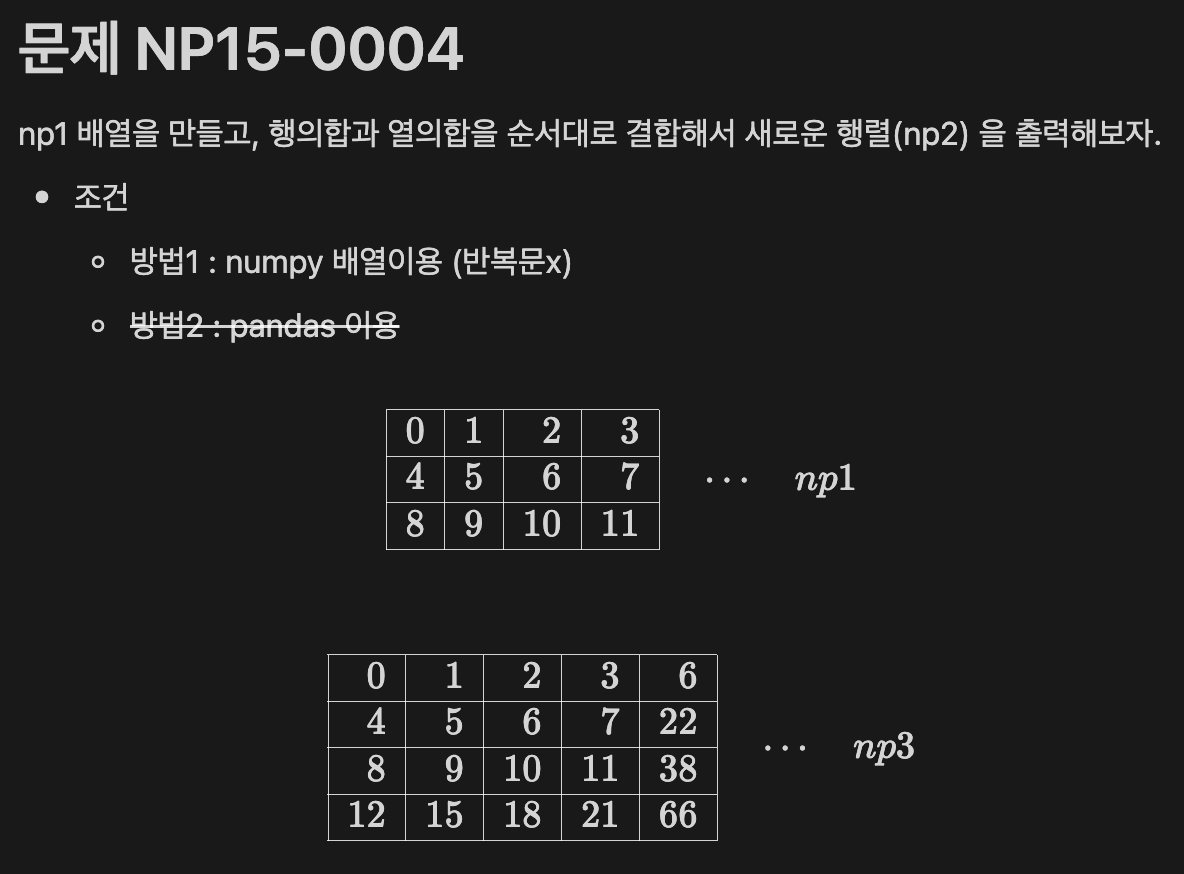 문제 NP15-0004
np1 배열을 만들고, 행의합과 열의합을 순서대로 결합해서 새로운 행렬(np2) 을 출력해보자.
• 조건
◦ 방법1 : numpy 배열이용 (반복문x)
◦ 방법2 : pandas 이용
0 1 2 3
4 5 6 7 ⋯ np1
8 9 10 11
0 1 2 3 6
4 5 6 7 22
8 9 10 11 38 ⋯ np3
12 15 18 21 66